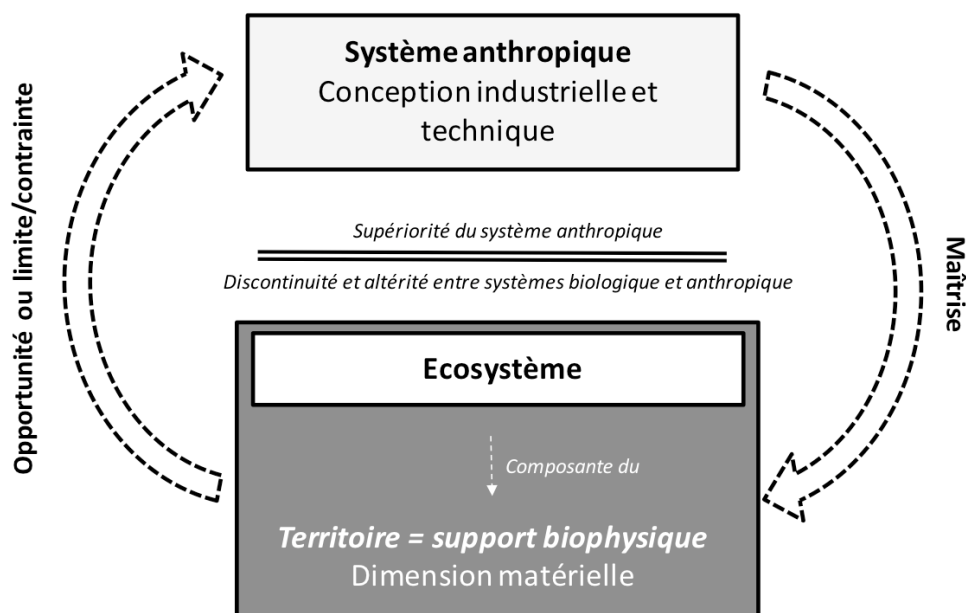 Système anthropique
Conception industrielle et
technique
Opportunité ou limite/contrainte
Supériorité du système anthropique
Discontinuité et altérité entre systèmes biologique et anthropique
Maîtrise
Ecosystème
Composante du
Territoire = support biophysique
Dimension matérielle